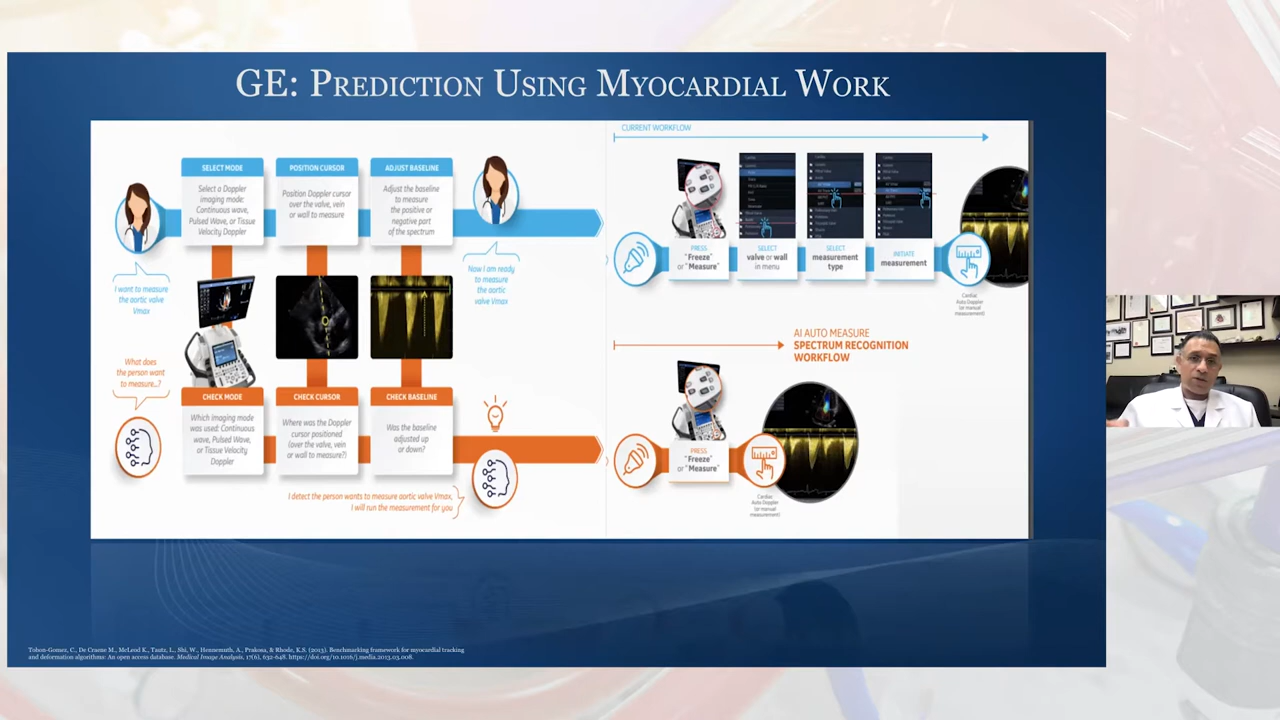 GE: Prediction Using Myocardial Work
SELECT MODE
Select a Doppler
imaging mode:
Continuous wave,
Pulsed Wave, or Tissue
Velocity Doppler
POSITION CURSOR
Position Doppler cursor
over the valve, vein
or wall to measure
ADJUST BASELINE
Adjust the baseline
to measure
the positive or
negative part
of the spectrum
I want to measure
the aortic valve
Vmax
Now I am ready
to measure
the aortic
valve Vmax
What does
the person want
to measure...?
CHECK MODE
Which Imaging mode
was used: Continuous
wave, Pulsed Wave,
or Tissue Velocity
Doppler
CHECK CURSOR
Where was the Doppler
cursor positioned
(over the valve, vein
or wall to measure?)
CHECK BASELINE
Was the baseline
adjusted up
or down?
I detect the person wants to measure aortic valve Vmax,
I will run the measurement for you
CURRENT WORKFLOW
PRESS
"Freeze"
or "Measure"
SELECT
valve or wall
in menu
SELECT
measurement
type
INITIATE
measurement
Cardiac
Auto Doppler
(or manual
measurement)
AI AUTO MEASURE
SPECTRUM RECOGNITION
WORKFLOW
PRESS
"Freeze"
or "Measure"
Cardiac
Auto Doppler
(or manual
measurement)
Tobon-Gomez, C., De Craene M., McLeod K., Tautz, L., Shi, W., Hennemuth, A., Prakosa, & Rhode, K.S. (2013). Benchmarking framework for myocardial tracking
and deformation algorithms: An open access database. Medical Image Analysis, 17(6), 632-648. https://doi.org/10.1016/j.media.2013.03.008.